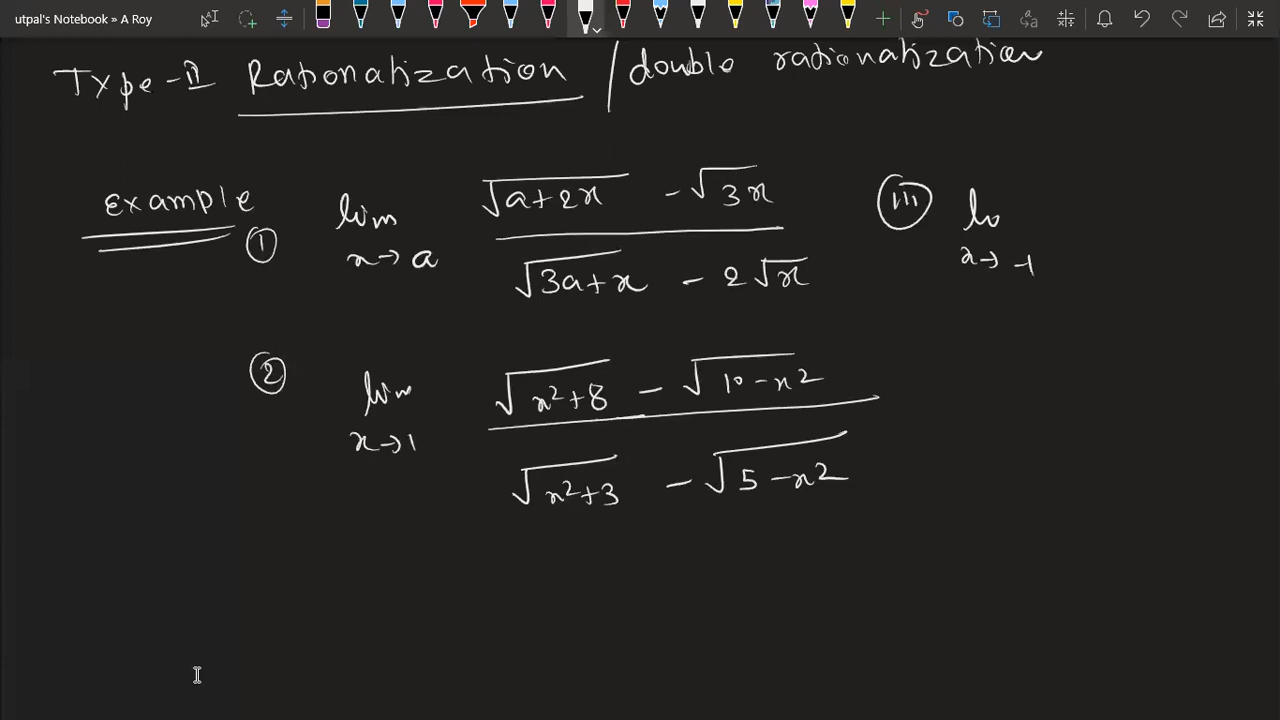 utpal's Notebook » A Roy
Type-II Rationalization / double rationalization
Example
① lim x→a (√(a+2x) - √(3x)) / (√(3a+x) - 2√x)
② lim x→1 (√(x²+8) - √(10-x²)) / (√(x²+3) - √(5-x²))
ⅲ li x→-1